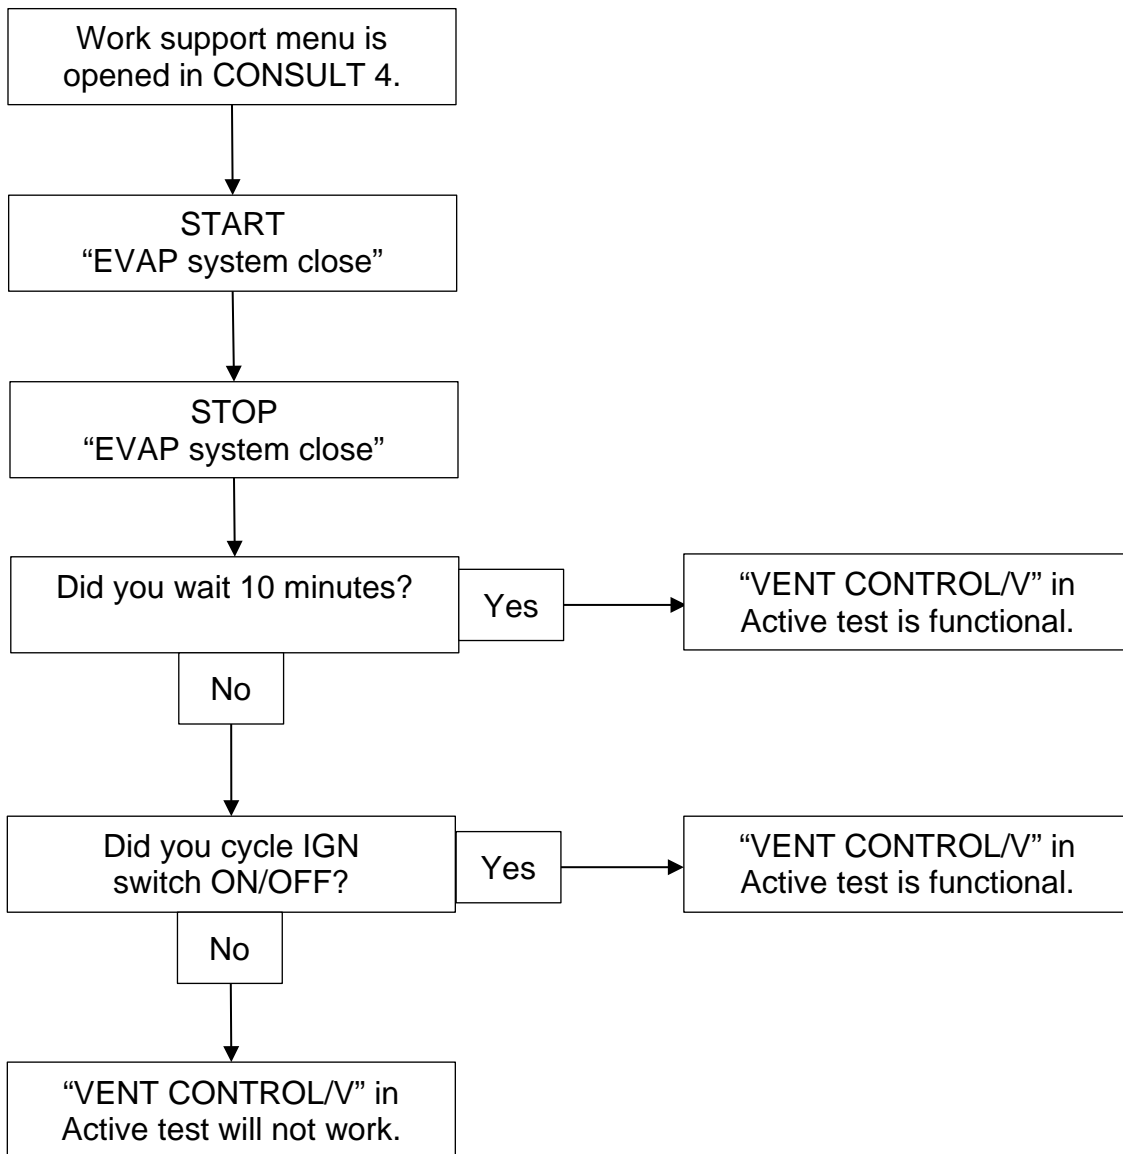 Work support menu is
opened in CONSULT 4.
START
“EVAP system close”
STOP
“EVAP system close”
Did you wait 10 minutes?
Yes
“VENT CONTROL/V” in
Active test is functional.
No
Did you cycle IGN
switch ON/OFF?
Yes
“VENT CONTROL/V” in
Active test is functional.
No
“VENT CONTROL/V” in
Active test will not work.